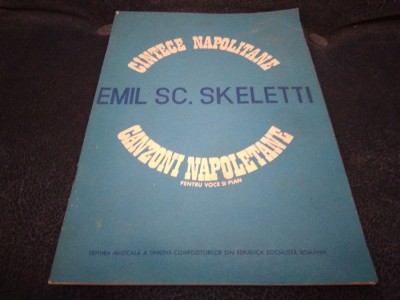 CÎNTECE NAPOLITANE
EMIL SC. SKELETTI
CANZONI NAPOLETANE
PENTRU VOCE ȘI PIAN
EDITURA MUZICALĂ A UNIUNII COMPOZITORILOR DIN REPUBLICA SOCIALISTĂ ROMÂNIA